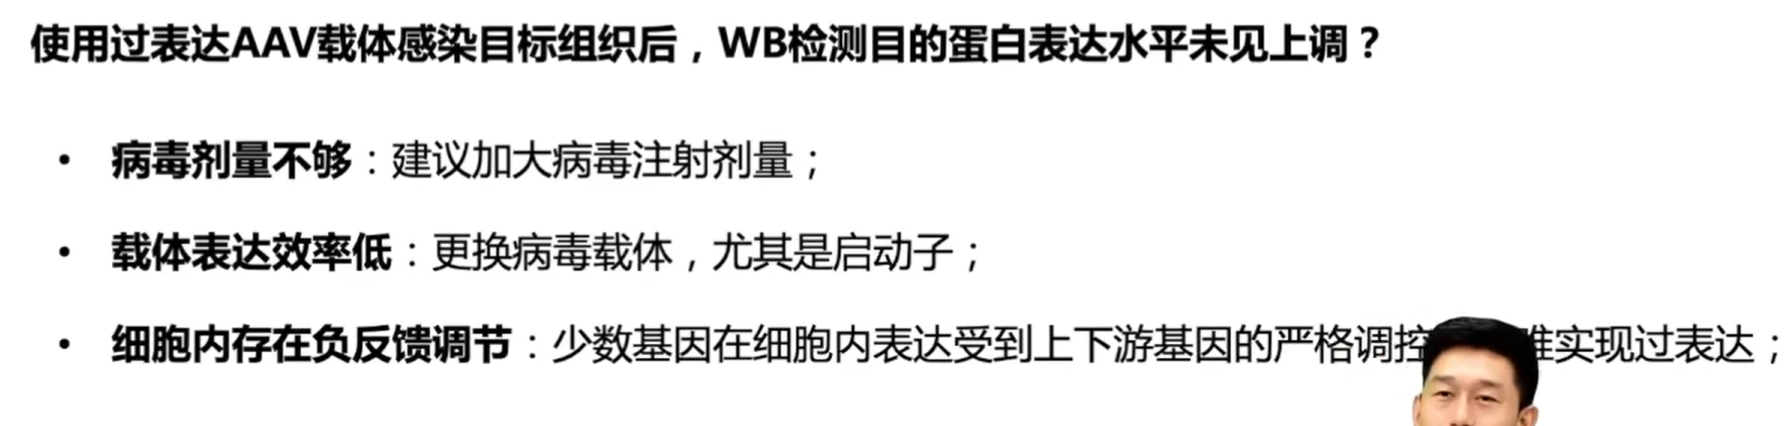 使用过表达AAV载体感染目标组织后，WB检测目的蛋白表达水平未见上调？
• 病毒剂量不够：建议加大病毒注射剂量；
• 载体表达效率低：更换病毒载体，尤其是启动子；
• 细胞内存在负反馈调节：少数基因在细胞内表达受到上下游基因的严格调控 难实现过表达；